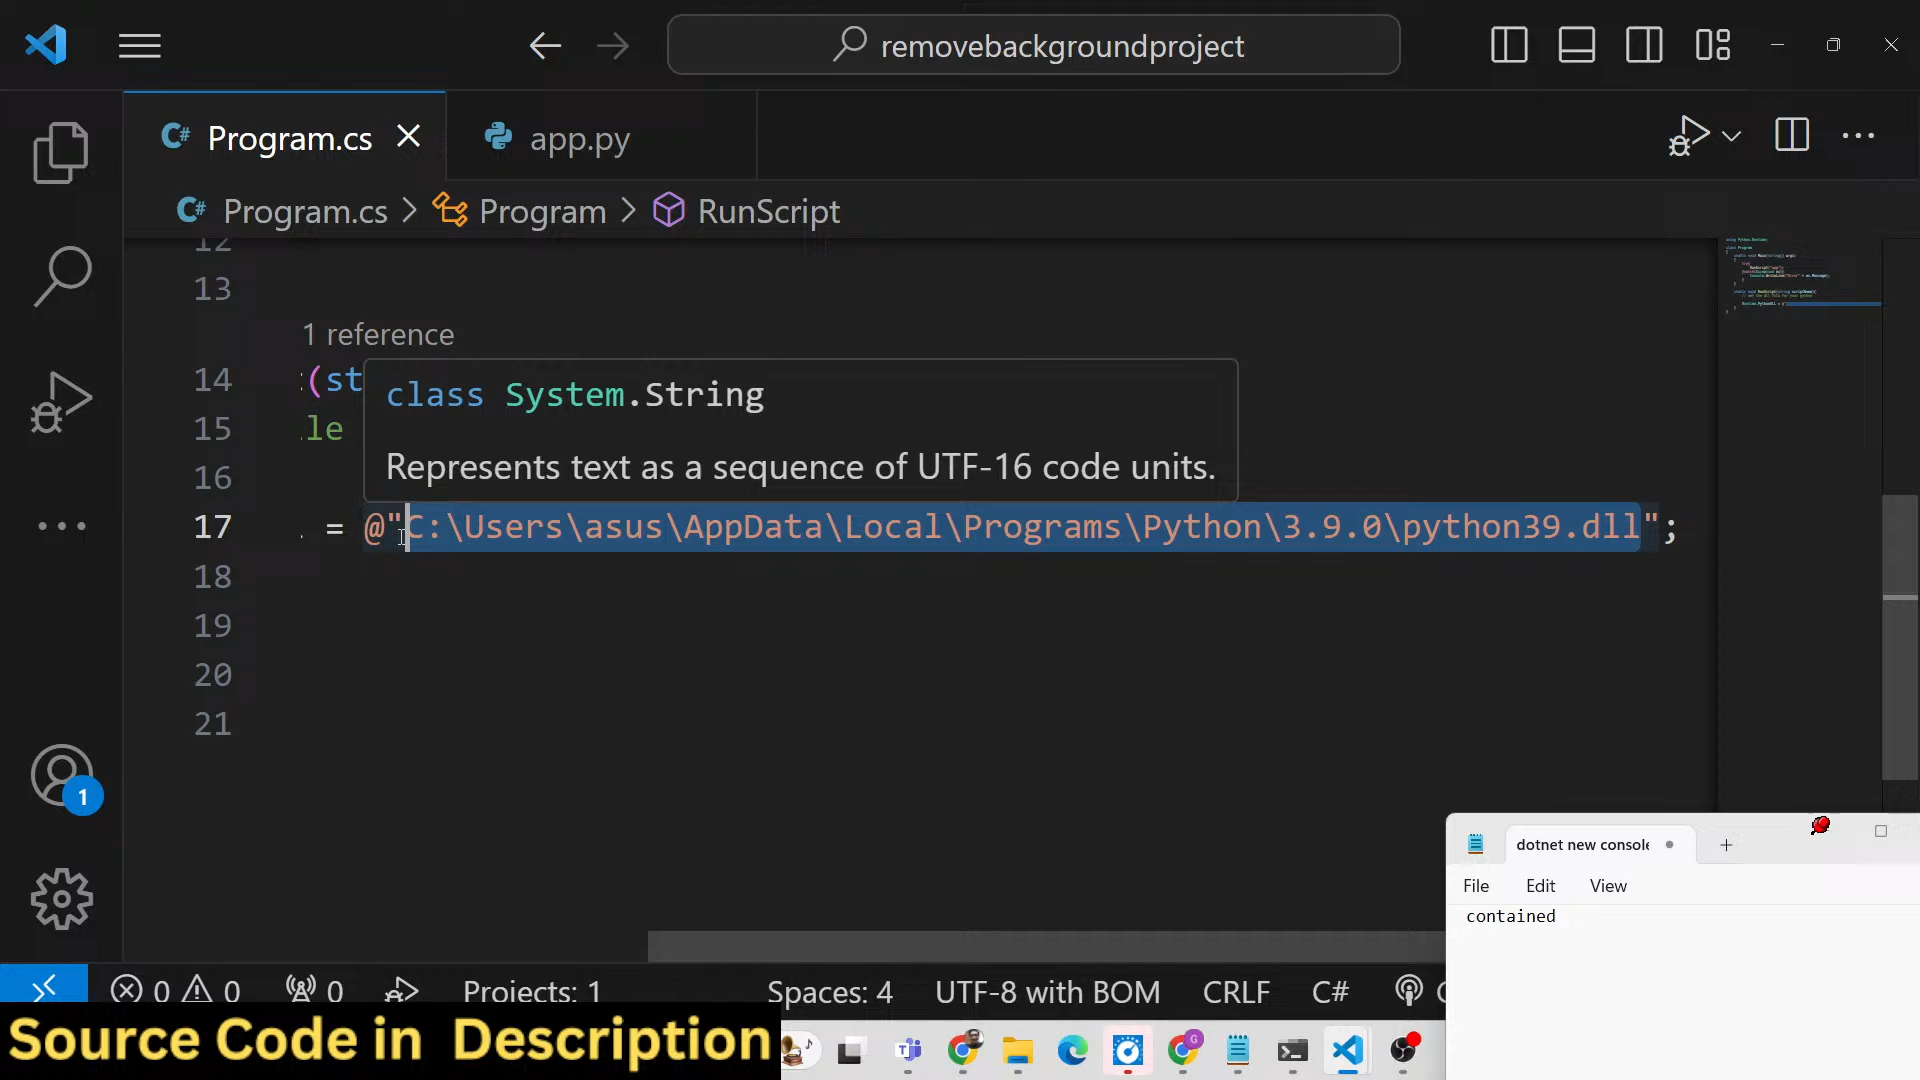 removebackgroundproject
Program.cs
app.py
Program.cs > Program > RunScript
12
13
1 reference
14 (st
class System.String
15 le
Represents text as a sequence of UTF-16 code units.
16
17 . = @"C:\Users\asus\AppData\Local\Programs\Python\3.9.0\python39.dll";
18
19
20
21
1
dotnet new console
File Edit View
contained
0 0 0 Projects: 1 Spaces: 4 UTF-8 with BOM CRLF C#
Source Code in Description